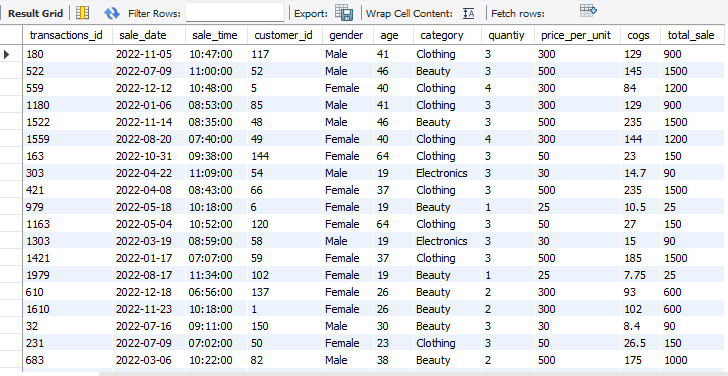 Result Grid Filter Rows: Export: Wrap Cell Content: Fetch rows:
transactions_id sale_date sale_time customer_id gender age category quantiy price_per_unit cogs total_sale
180 2022-11-05 10:47:00 117 Male 41 Clothing 3 300 129 900
522 2022-07-09 11:00:00 52 Male 46 Beauty 3 500 145 1500
559 2022-12-12 10:48:00 5 Female 40 Clothing 4 300 84 1200
1180 2022-01-06 08:53:00 85 Male 41 Clothing 3 300 129 900
1522 2022-11-14 08:35:00 48 Male 46 Beauty 3 500 235 1500
1559 2022-08-20 07:40:00 49 Female 40 Clothing 4 300 144 1200
163 2022-10-31 09:38:00 144 Female 64 Clothing 3 50 23 150
303 2022-04-22 11:09:00 54 Male 19 Electronics 3 30 14.7 90
421 2022-04-08 08:43:00 66 Female 37 Clothing 3 500 235 1500
979 2022-05-18 10:18:00 6 Female 19 Beauty 1 25 10.5 25
1163 2022-05-04 10:52:00 120 Female 64 Clothing 3 50 27 150
1303 2022-03-19 08:59:00 58 Male 19 Electronics 3 30 15 90
1421 2022-01-17 07:07:00 59 Female 37 Clothing 3 500 185 1500
1979 2022-08-17 11:34:00 102 Female 19 Beauty 1 25 7.75 25
610 2022-12-18 06:56:00 137 Female 26 Beauty 2 300 93 600
1610 2022-11-23 10:18:00 1 Female 26 Beauty 2 300 102 600
32 2022-07-16 09:11:00 150 Male 30 Beauty 3 30 8.4 90
231 2022-07-09 07:02:00 50 Female 23 Clothing 3 50 26.5 150
683 2022-03-06 10:22:00 82 Male 38 Beauty 2 500 175 1000